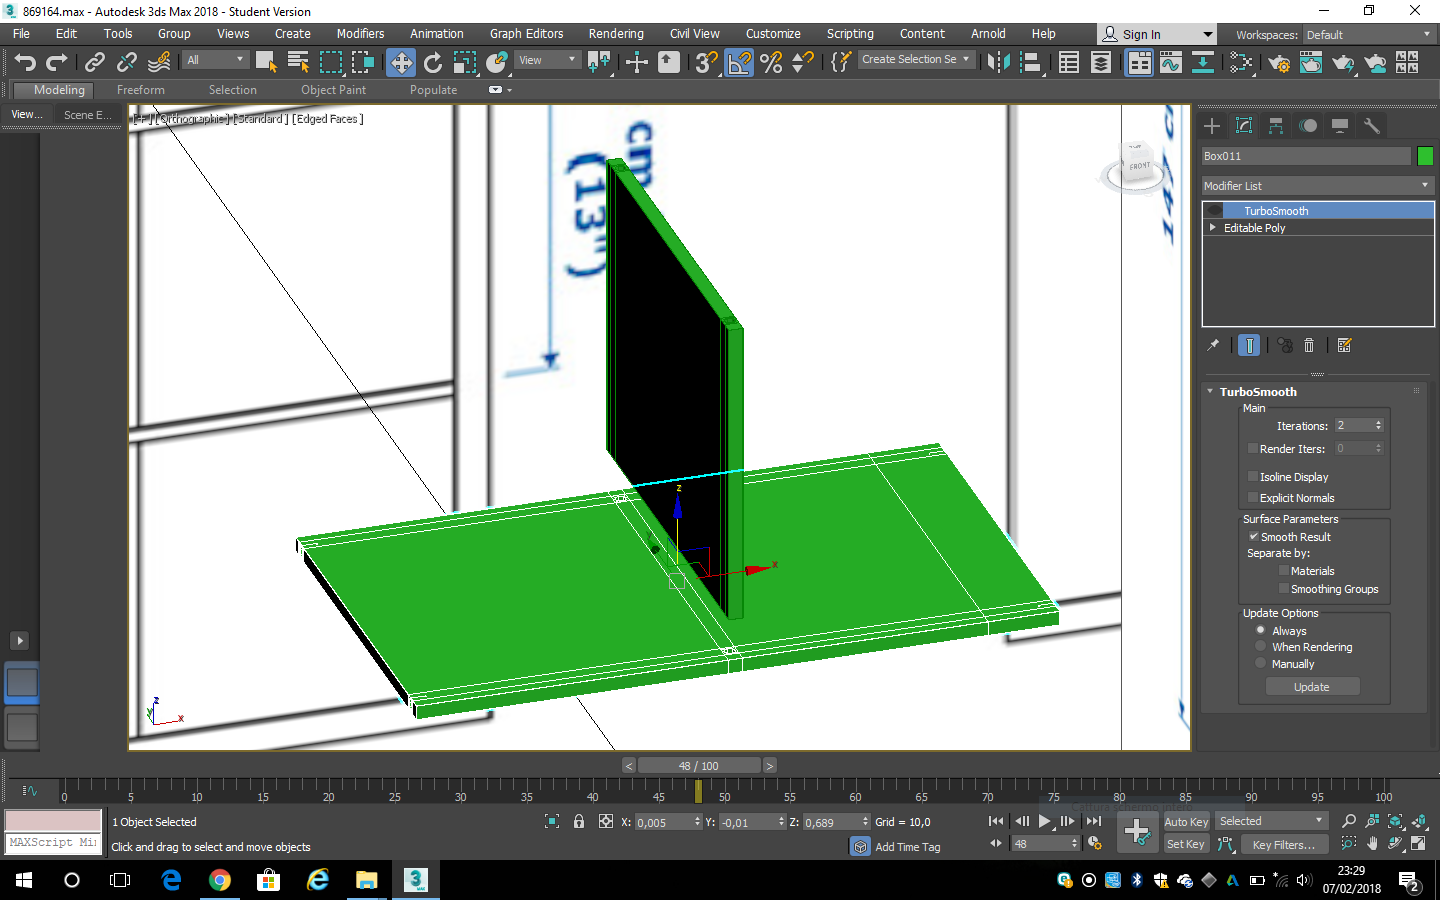 869164.max - Autodesk 3ds Max 2018 - Student Version
File Edit Tools Group Views Create Modifiers Animation Graph Editors Rendering Civil View Customize Scripting Content Arnold Help Sign In Workspaces: Default
All View Create Selection Se
Modeling Freeform Selection Object Paint Populate
View... Scene E...
[+] [Orthographic] [Standard] [Edged Faces]
cm
(13")
FRONT
z
x
z
y
x
Box011
Modifier List
TurboSmooth
Editable Poly
TurboSmooth
Main
Iterations: 2
Render Iters: 0
Isoline Display
Explicit Normals
Surface Parameters
Smooth Result
Separate by:
Materials
Smoothing Groups
Update Options
Always
When Rendering
Manually
Update
< 48 / 100 >
0 5 10 15 20 25 30 35 40 45 50 55 60 65 70 75 80 85 90 95 100
1 Object Selected X: 0,005 Y: -0,01 Z: 0,689 Grid = 10,0 Auto Key Selected
MAXScript Mi
Click and drag to select and move objects Add Time Tag 48 Set Key Key Filters...
23:29
07/02/2018
2